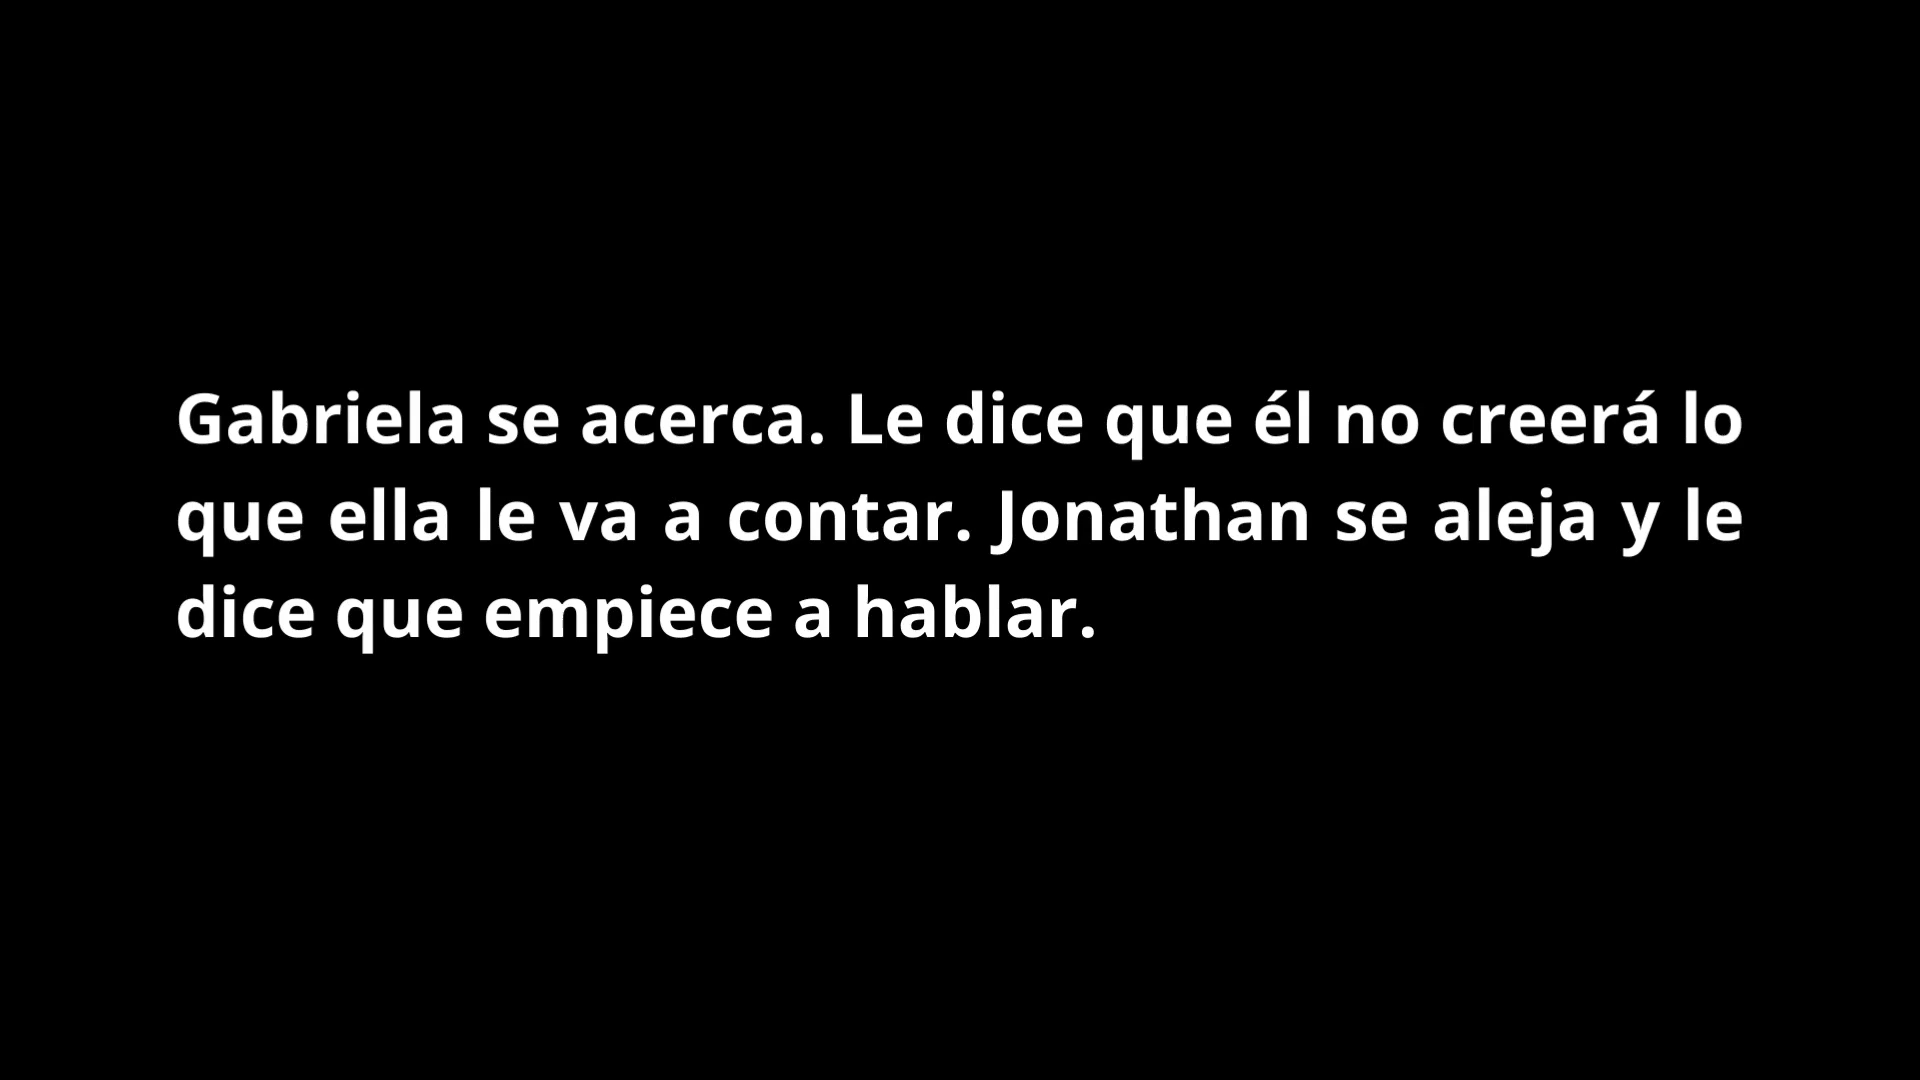 Gabriela se acerca. Le dice que él no creerá lo
que ella le va a contar. Jonathan se aleja y le
dice que empiece a hablar.